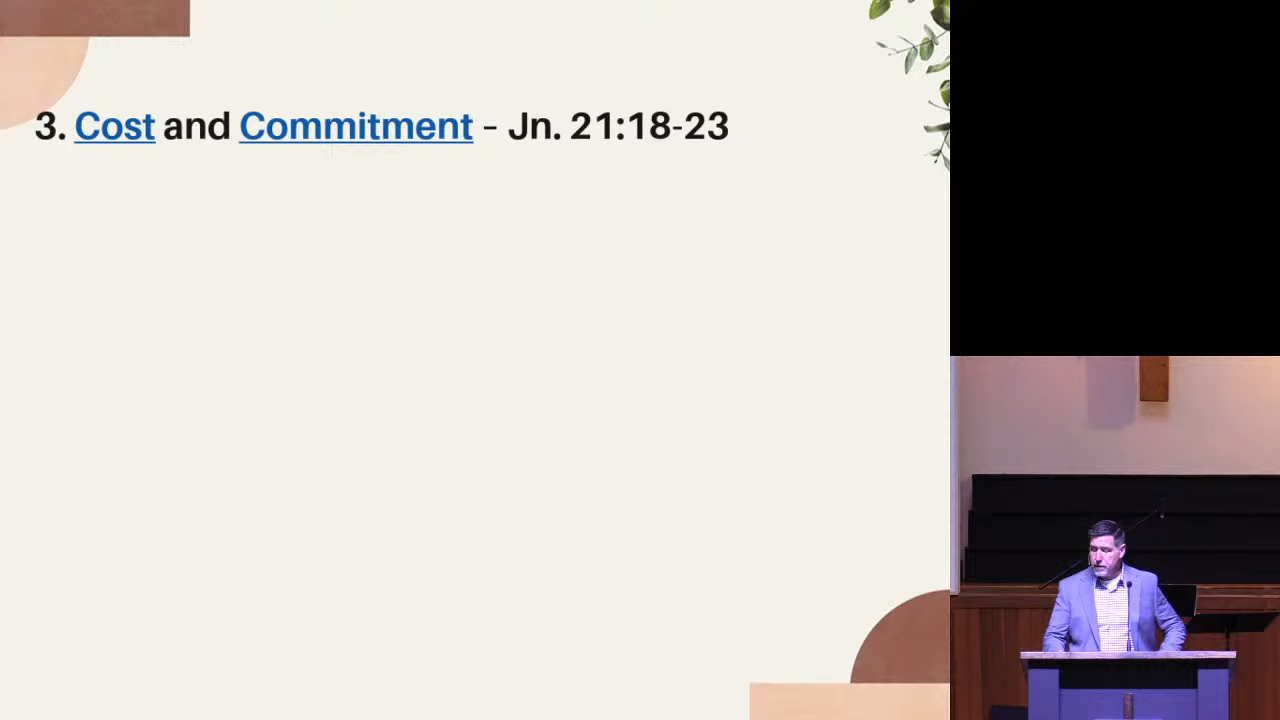 3. Cost and Commitment – Jn. 21:18-23